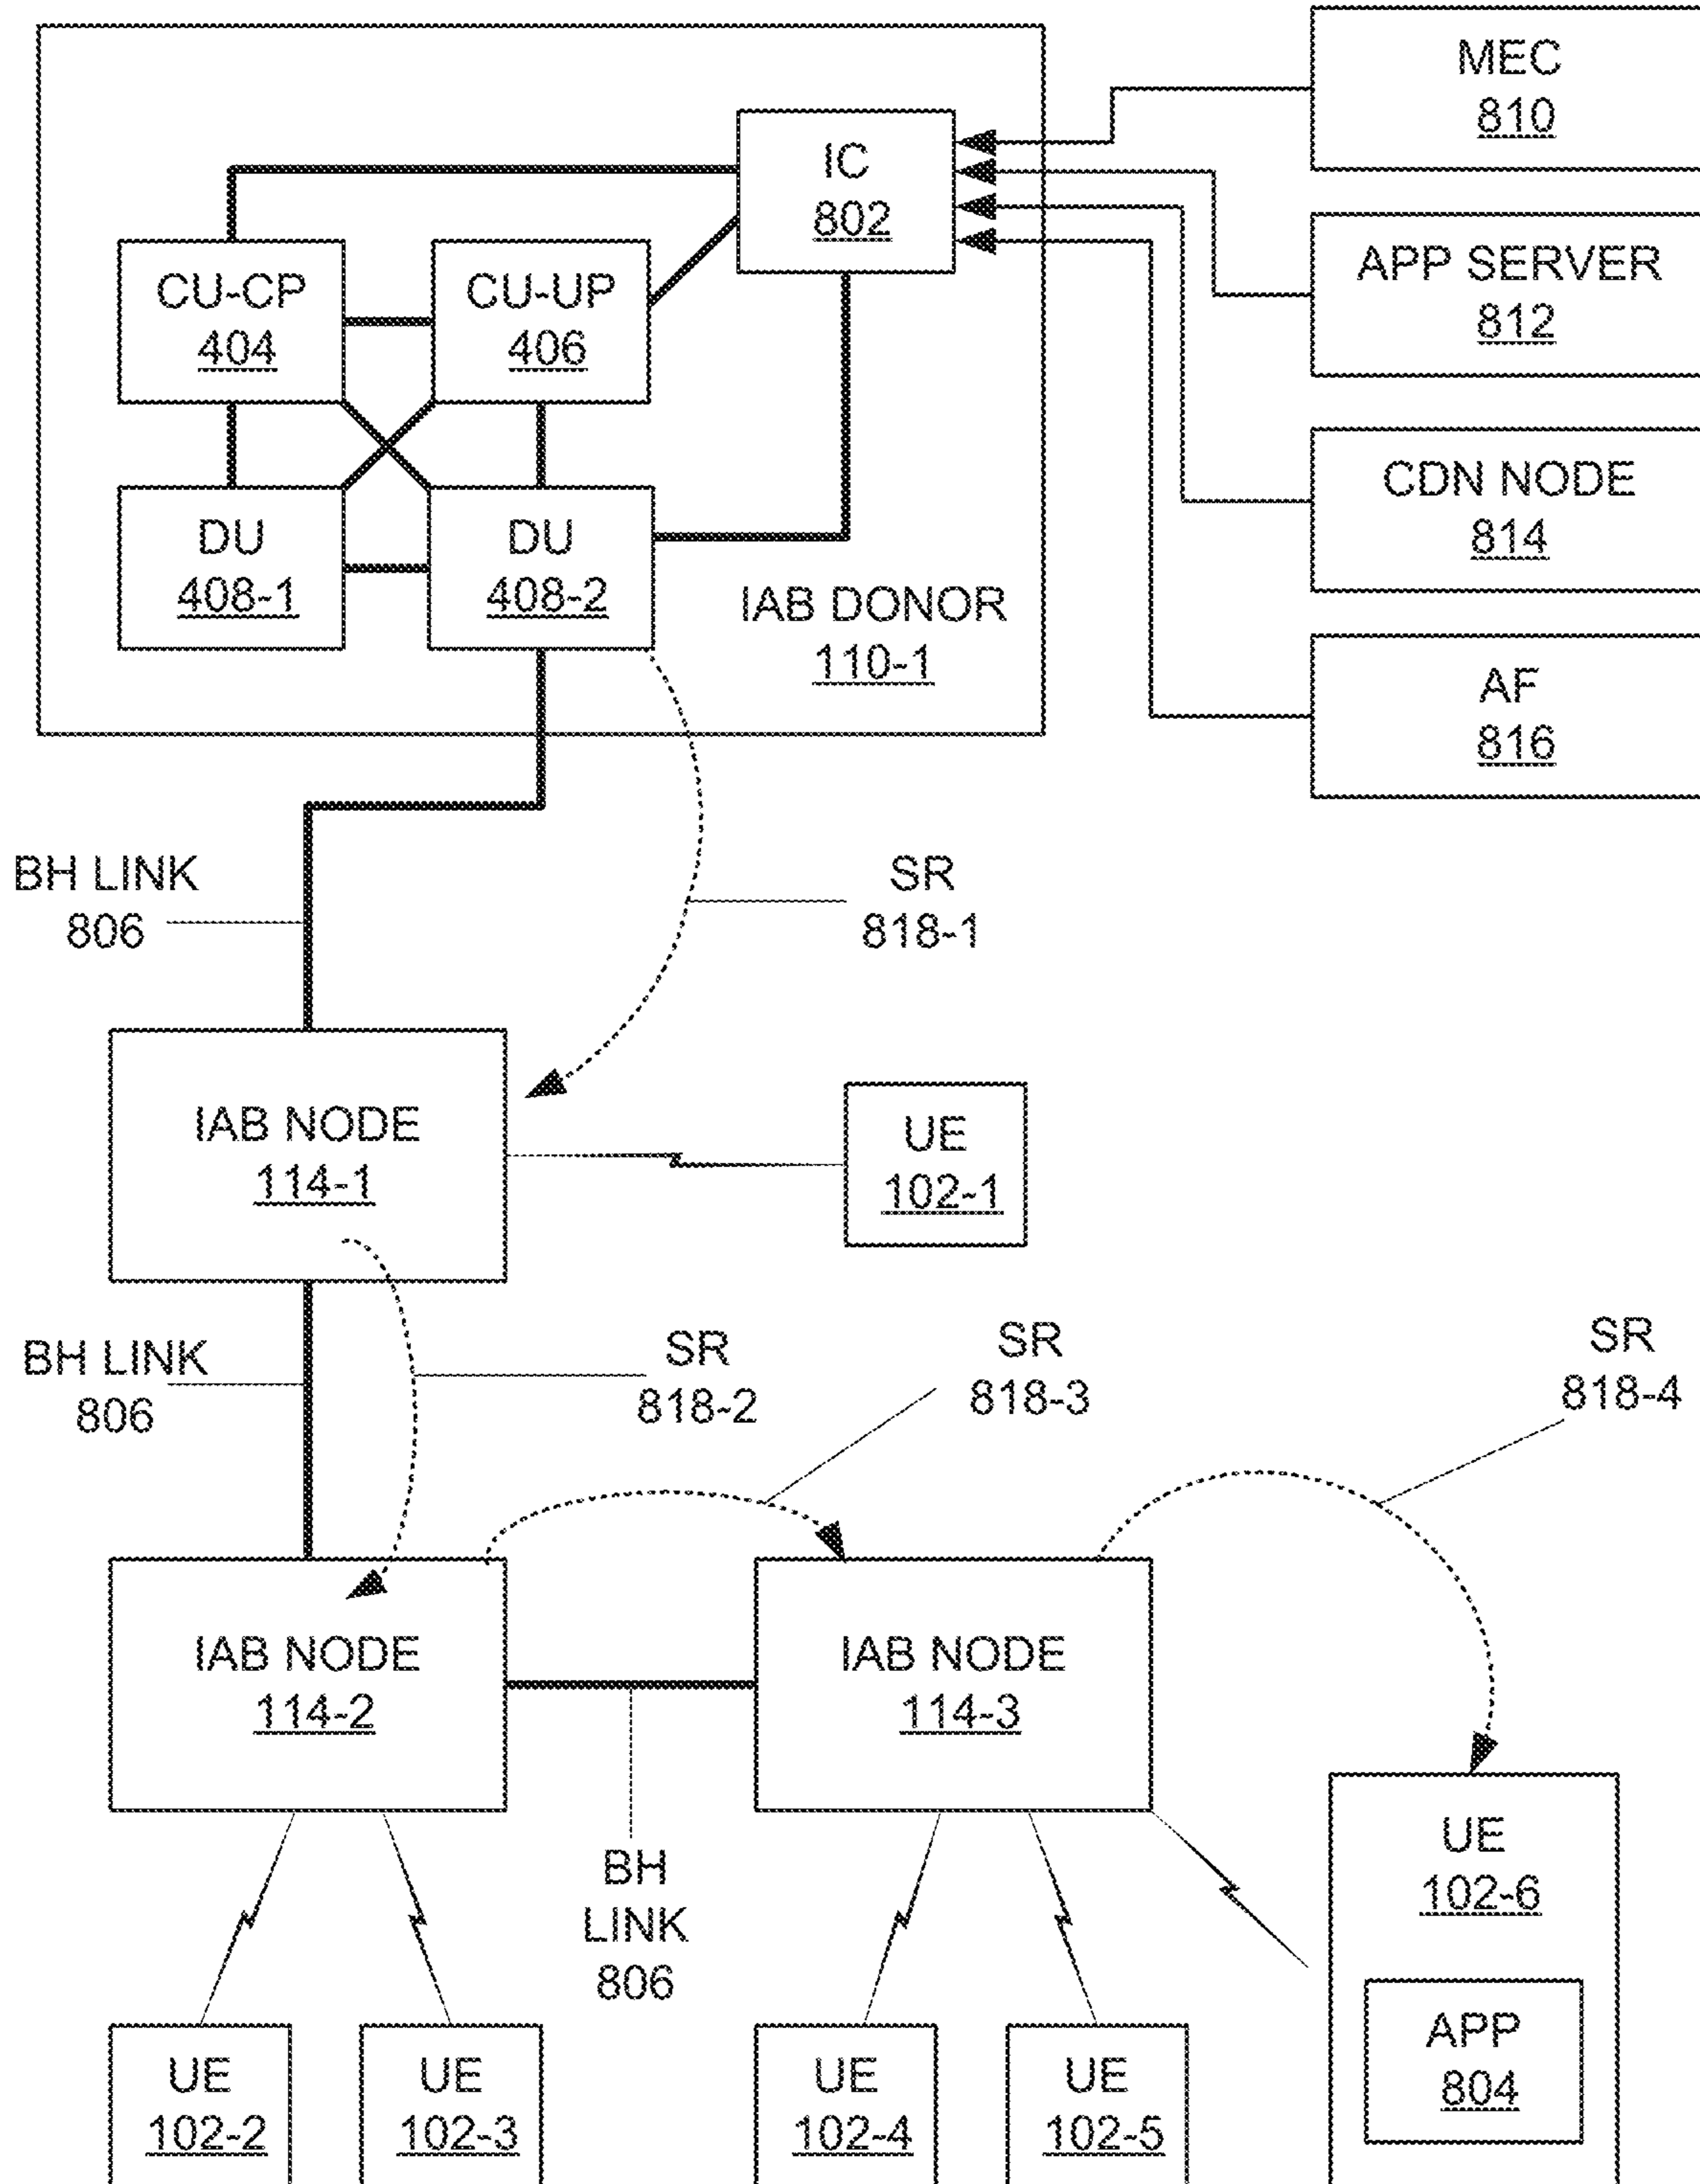 MEC
810
IC
802
APP SERVER
812
CU-CP
404
CU-UP
406
CDN NODE
814
DU
408-1
DU
408-2
IAB DONOR
110-1
AF
816
BH LINK
806
SR
818-1
IAB NODE
114-1
UE
102-1
BH LINK
806
SR
818-2
SR
818-3
SR
818-4
IAB NODE
114-2
IAB NODE
114-3
UE
102-6
BH
LINK
806
APP
804
UE
102-2
UE
102-3
UE
102-4
UE
102-5